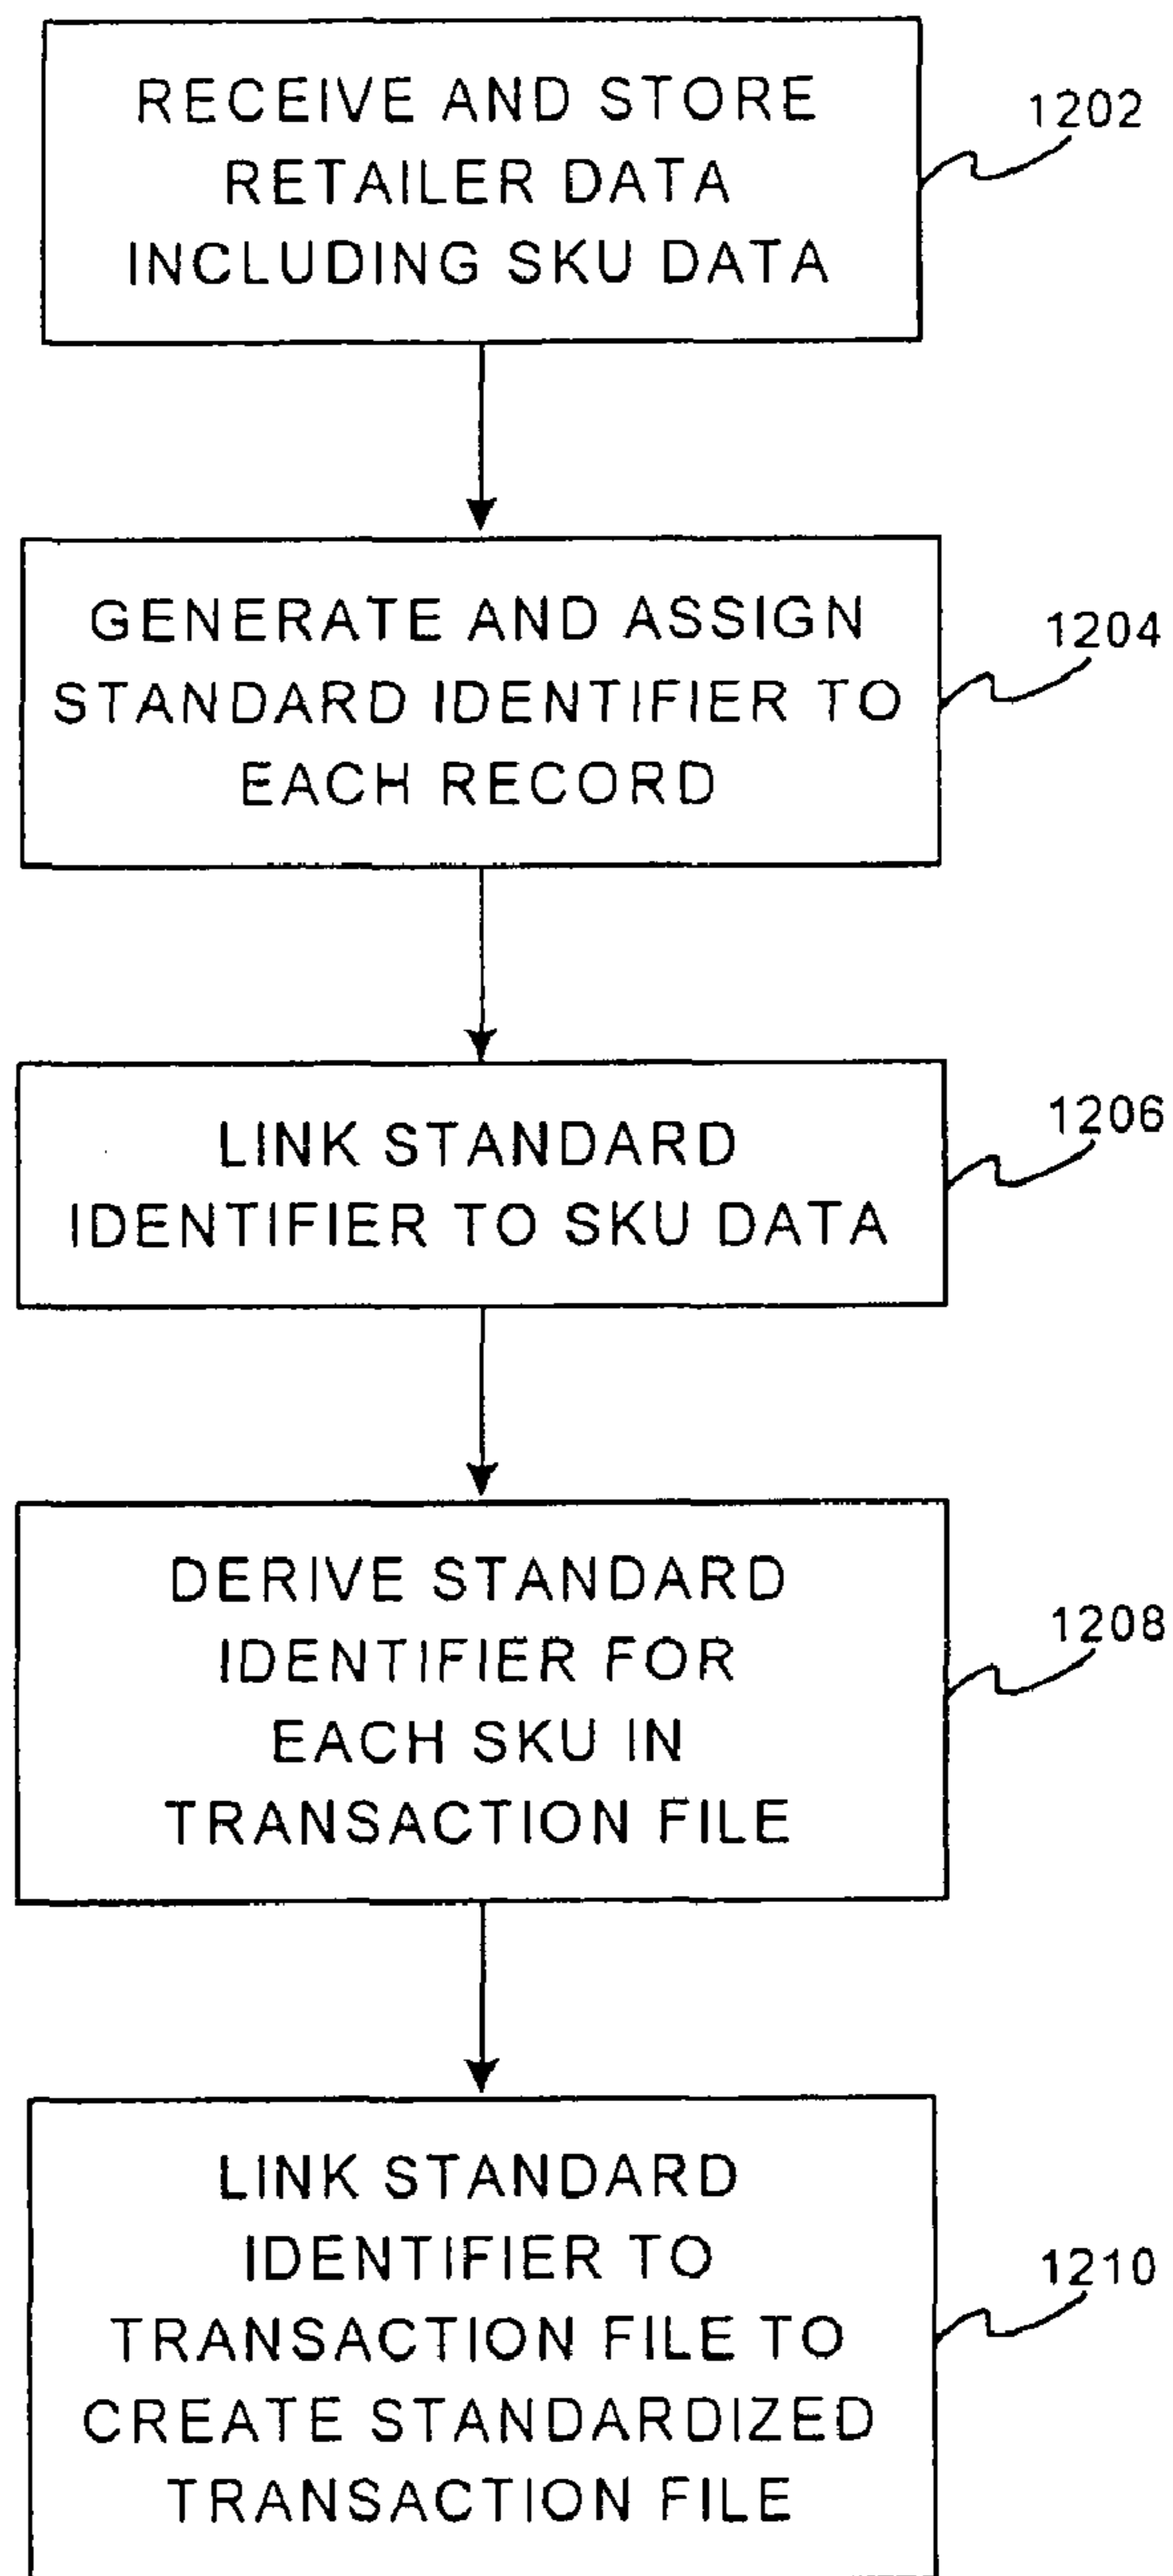 RECEIVE AND STORE
RETAILER DATA
INCLUDING SKU DATA
1202
GENERATE AND ASSIGN
STANDARD IDENTIFIER TO
EACH RECORD
1204
LINK STANDARD
IDENTIFIER TO SKU DATA
1206
DERIVE STANDARD
IDENTIFIER FOR
EACH SKU IN
TRANSACTION FILE
1208
LINK STANDARD
IDENTIFIER TO
TRANSACTION FILE TO
CREATE STANDARDIZED
TRANSACTION FILE
1210